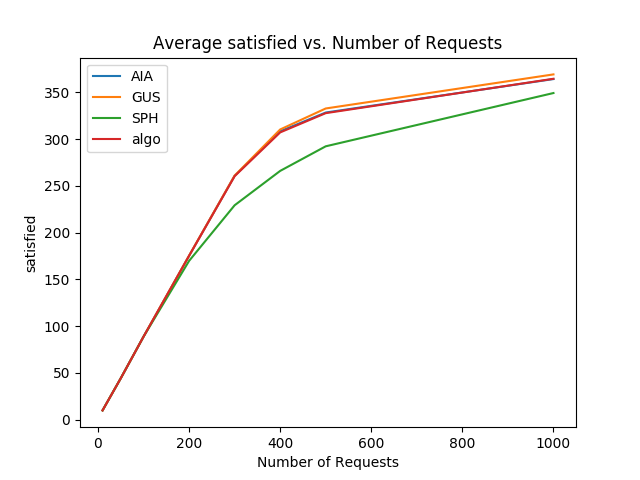 Average satisfied vs. Number of Requests
AIA
GUS
SPH
algo
350
300
250
200
150
100
50
0
satisfied
0 200 400 600 800 1000
Number of Requests